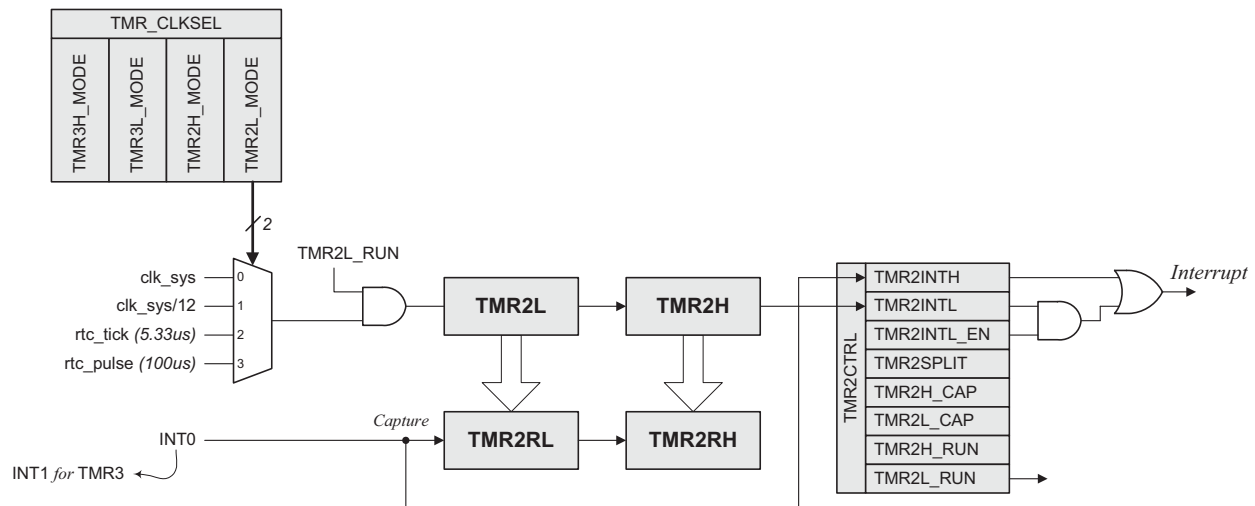 TMR_CLKSEL
TMR3H_MODE
TMR3L_MODE
TMR2H_MODE
TMR2L_MODE
2
TMR2L_RUN
clk_sys
0
clk_sys/12
1
rtc_tick (5.33us)
2
rtc_pulse (100us)
3
TMR2L
TMR2H
Capture
INT0
TMR2RL
TMR2RH
INT1 for TMR3
TMR2CTRL
TMR2INTH
TMR2INTL
TMR2INTL_EN
TMR2SPLIT
TMR2H_CAP
TMR2L_CAP
TMR2H_RUN
TMR2L_RUN
Interrupt